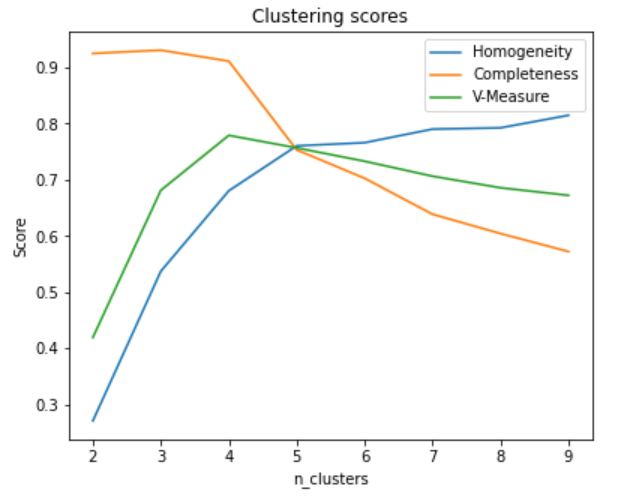 Clustering scores
Homogeneity
Completeness
V-Measure
0.9
0.8
0.7
0.6
0.5
0.4
0.3
Score
2 3 4 5 6 7 8 9
n_clusters